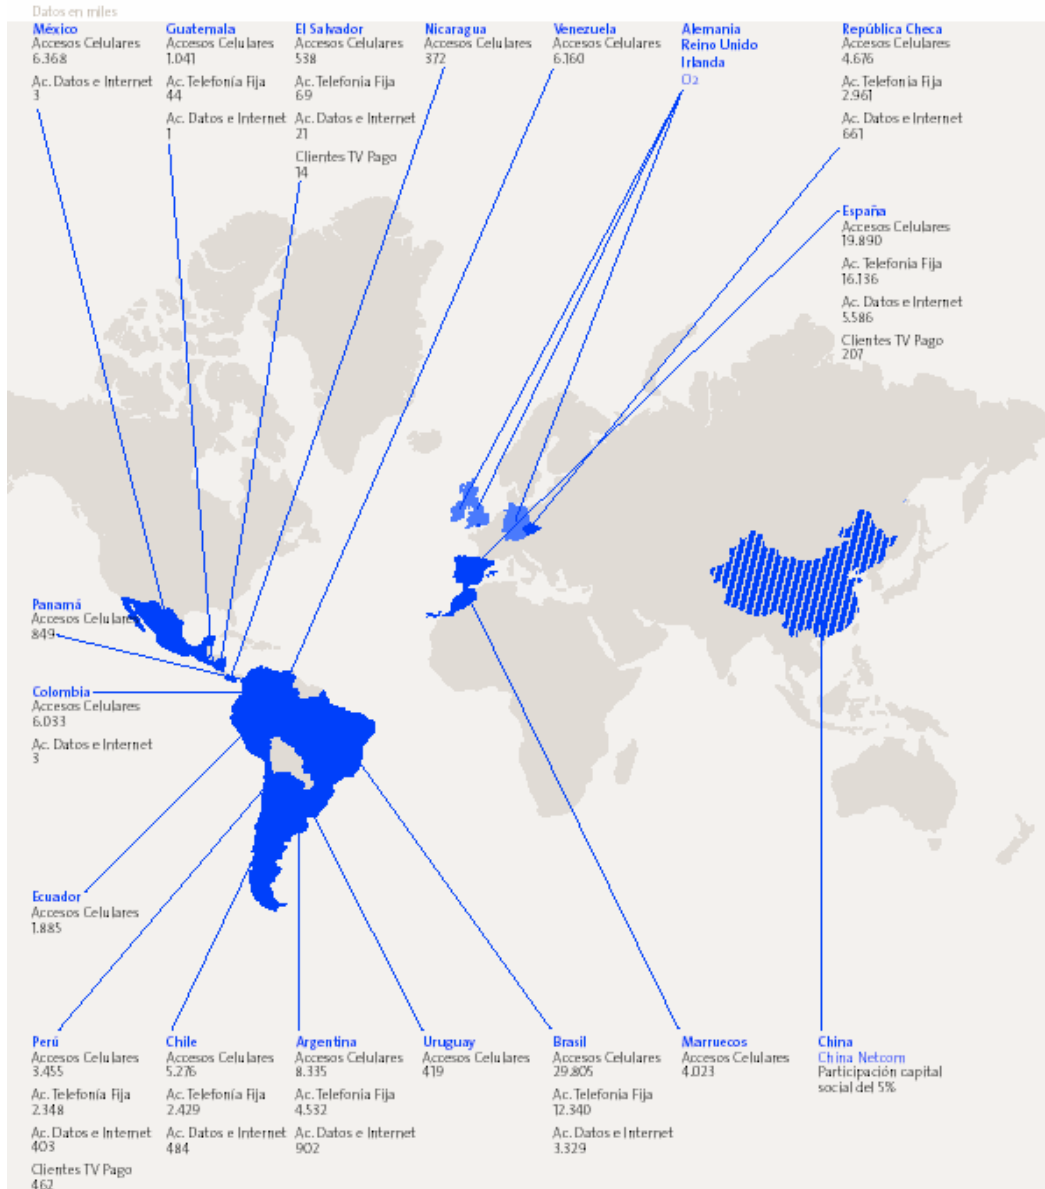 Datos en miles
México
Accesos Celulares
6.368
Ac. Datos e Internet
3
Guatemala
Accesos Celulares
1.041
Ac. Telefonía Fija
44
Ac. Datos e Internet
1
El Salvador
Accesos Celulares
538
Ac. Telefonía Fija
69
Ac. Datos e Internet
21
Clientes TV Pago
14
Nicaragua
Accesos Celulares
372
Venezuela
Accesos Celulares
6.160
Alemania
Reino Unido
Irlanda
O2
República Checa
Accesos Celulares
4.676
Ac. Telefonía Fija
2.961
Ac. Datos e Internet
661
España
Accesos Celulares
19.890
Ac. Telefonía Fija
16.136
Ac. Datos e Internet
5.586
Clientes TV Pago
207
Panamá
Accesos Celulares
849
Colombia
Accesos Celulares
6.033
Ac. Datos e Internet
3
Ecuador
Accesos Celulares
1.885
Perú
Accesos Celulares
3.455
Ac. Telefonía Fija
2.348
Ac. Datos e Internet
403
Clientes TV Pago
462
Chile
Accesos Celulares
5.276
Ac. Telefonía Fija
2.429
Ac. Datos e Internet
484
Argentina
Accesos Celulares
8.335
Ac. Telefonía Fija
4.532
Ac. Datos e Internet
902
Uruguay
Accesos Celulares
419
Brasil
Accesos Celulares
29.805
Ac. Telefonía Fija
12.340
Ac. Datos e Internet
3.329
Marruecos
Accesos Celulares
4.023
China
China Netcom
Participación capital
social del 5%